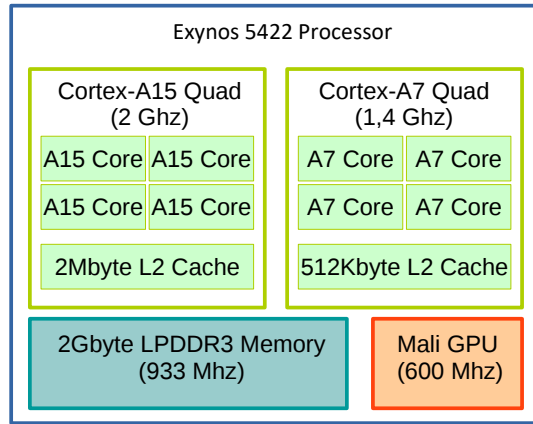 Exynos 5422 Processor
Cortex-A15 Quad
(2 Ghz)
A15 Core A15 Core
A15 Core A15 Core
2Mbyte L2 Cache
Cortex-A7 Quad
(1,4 Ghz)
A7 Core A7 Core
A7 Core A7 Core
512Kbyte L2 Cache
2Gbyte LPDDR3 Memory
(933 Mhz)
Mali GPU
(600 Mhz)